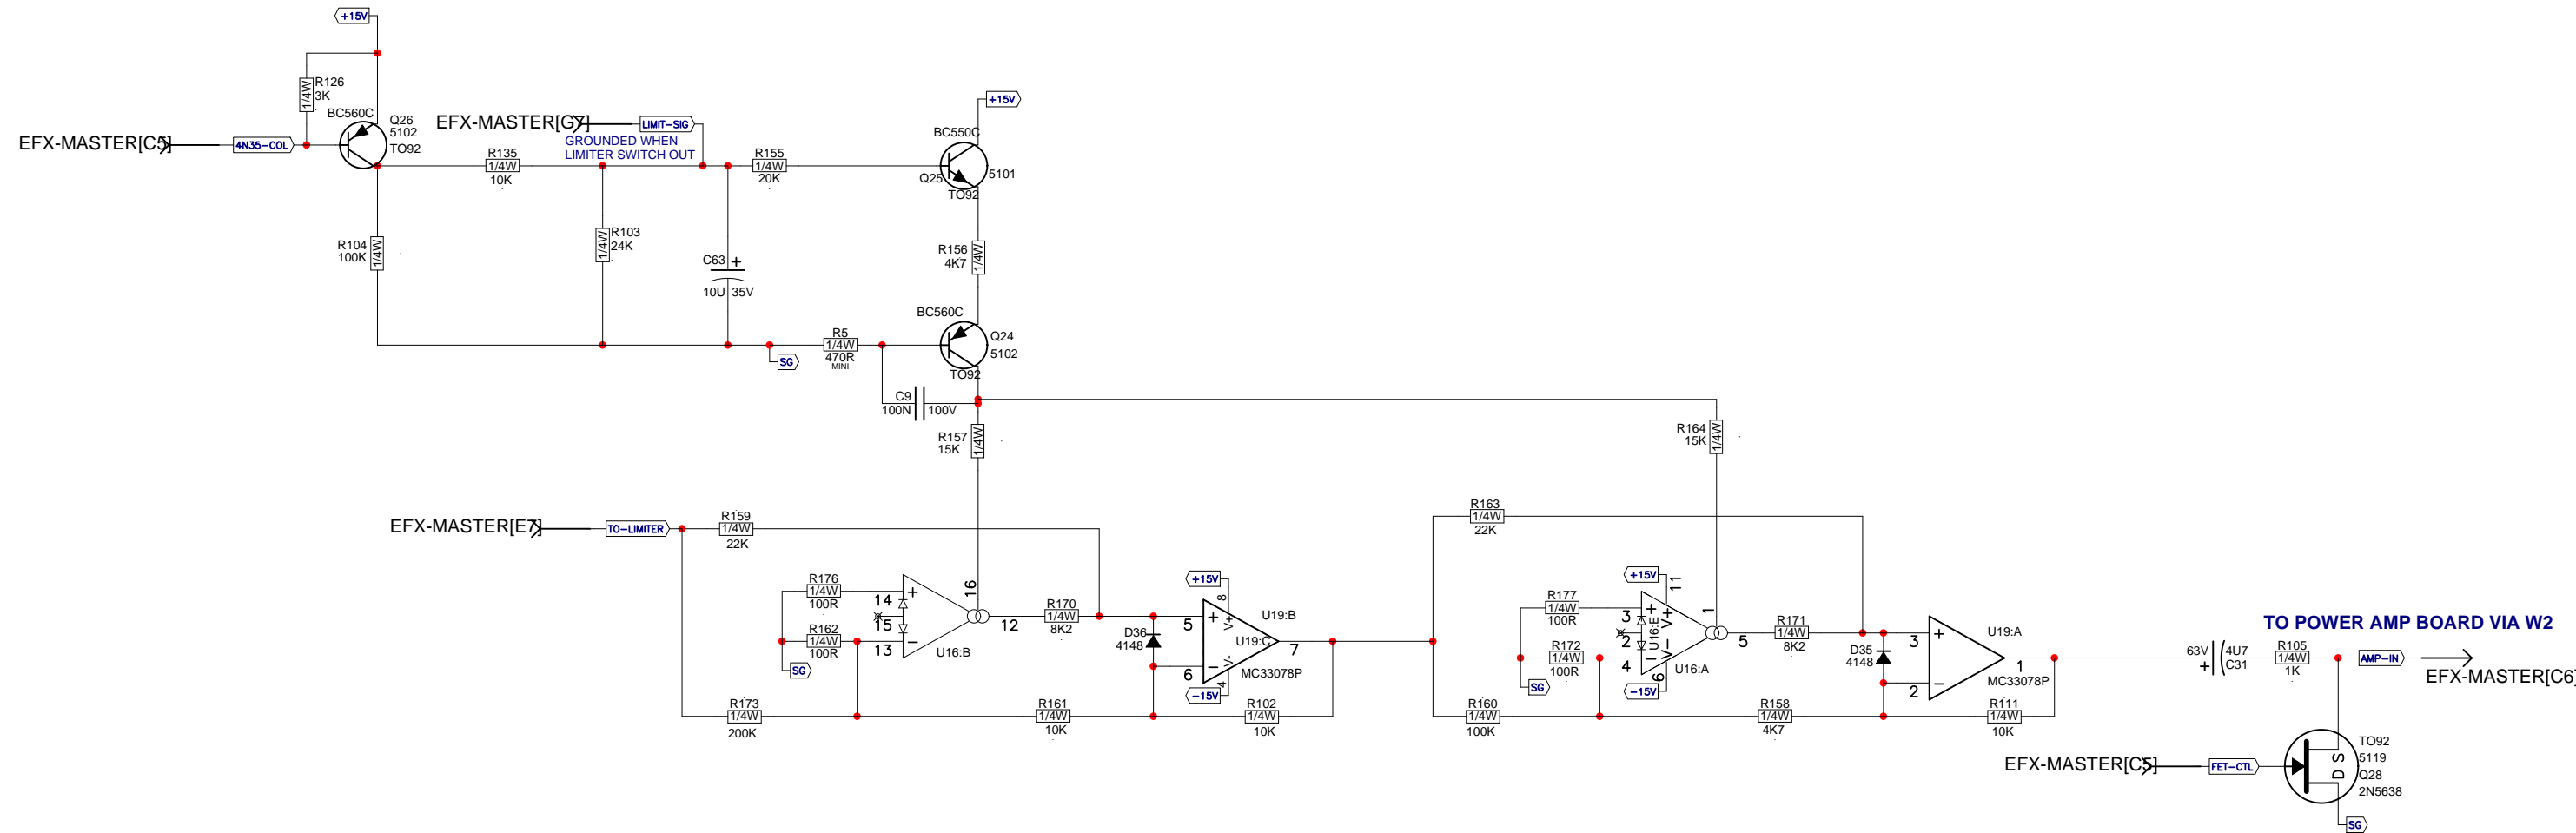 +15V
R126
3K
1/4W
BC560C
Q26
5102
TO92
EFX-MASTER[C5]
4N35-COL
EFX-MASTER[G7]
LIMIT-SIG
GROUNDED WHEN
LIMITER SWITCH OUT
R135
1/4W
10K
R155
1/4W
20K
+15V
BC550C
Q25
5101
TO92
R104
100K
1/4W
R103
24K
1/4W
C63
+
10U 35V
R156
4K7
1/4W
BC560C
Q24
5102
TO92
R5
1/4W
470R
MINI
SG
C9
100N
100V
R157
15K
1/4W
R164
15K
1/4W
EFX-MASTER[E7]
TO-LIMITER
R159
1/4W
22K
R163
1/4W
22K
R176
1/4W
100R
R162
1/4W
100R
SG
14
15
13
+
−
16
12
U16:B
R170
1/4W
8K2
D36
4148
+15V
8
V+
5
+
6
−
V-
4
-15V
U19:B
U19:C
7
MC33078P
R173
1/4W
200K
R161
1/4W
10K
R102
1/4W
10K
R177
1/4W
100R
R172
1/4W
100R
SG
+15V
11
3
2
4
+
−
V+
V-
U16:E
6
-15V
1
5
U16:A
R171
1/4W
8K2
D35
4148
3
+
2
−
U19:A
1
MC33078P
R160
1/4W
100K
R158
1/4W
4K7
R111
1/4W
10K
TO POWER AMP BOARD VIA W2
63V
+
4U7
C31
R105
1/4W
1K
AMP-IN
EFX-MASTER[C6]
EFX-MASTER[C5]
FET-CTL
D S
TO92
5119
Q28
2N5638
SG